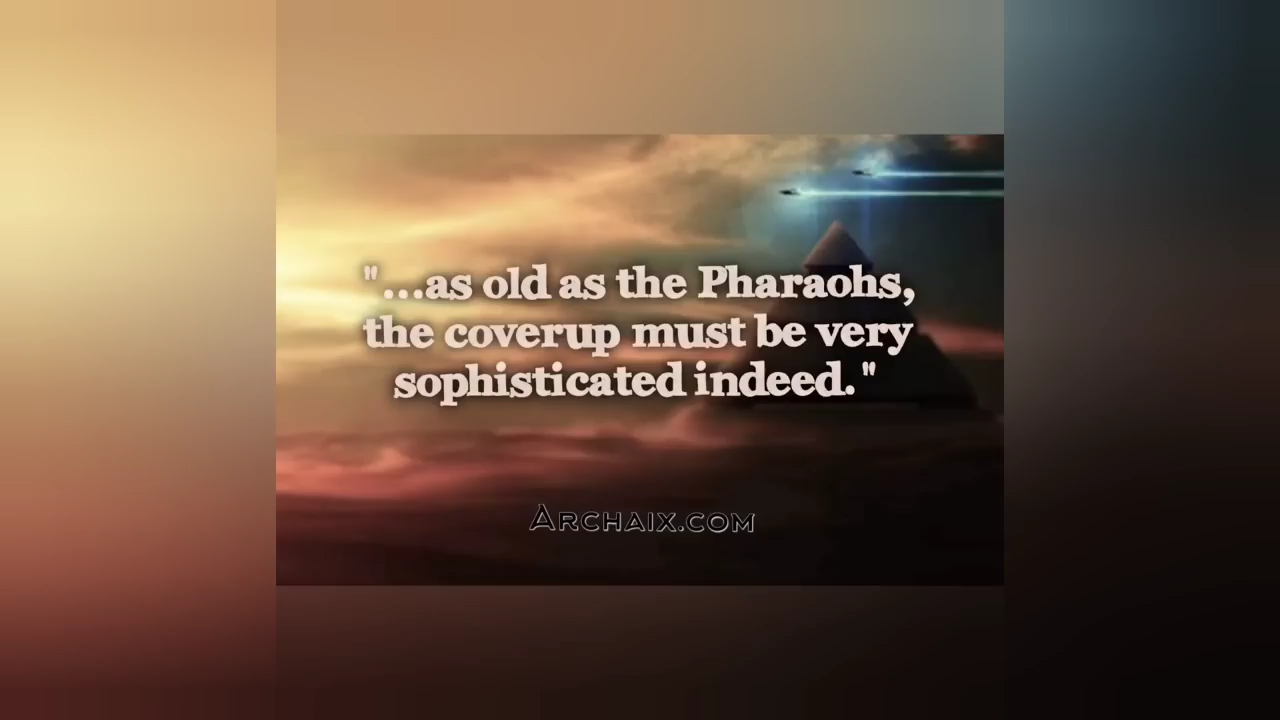 "...as old as the Pharaohs,
the coverup must be very
sophisticated indeed."
Archaix.com